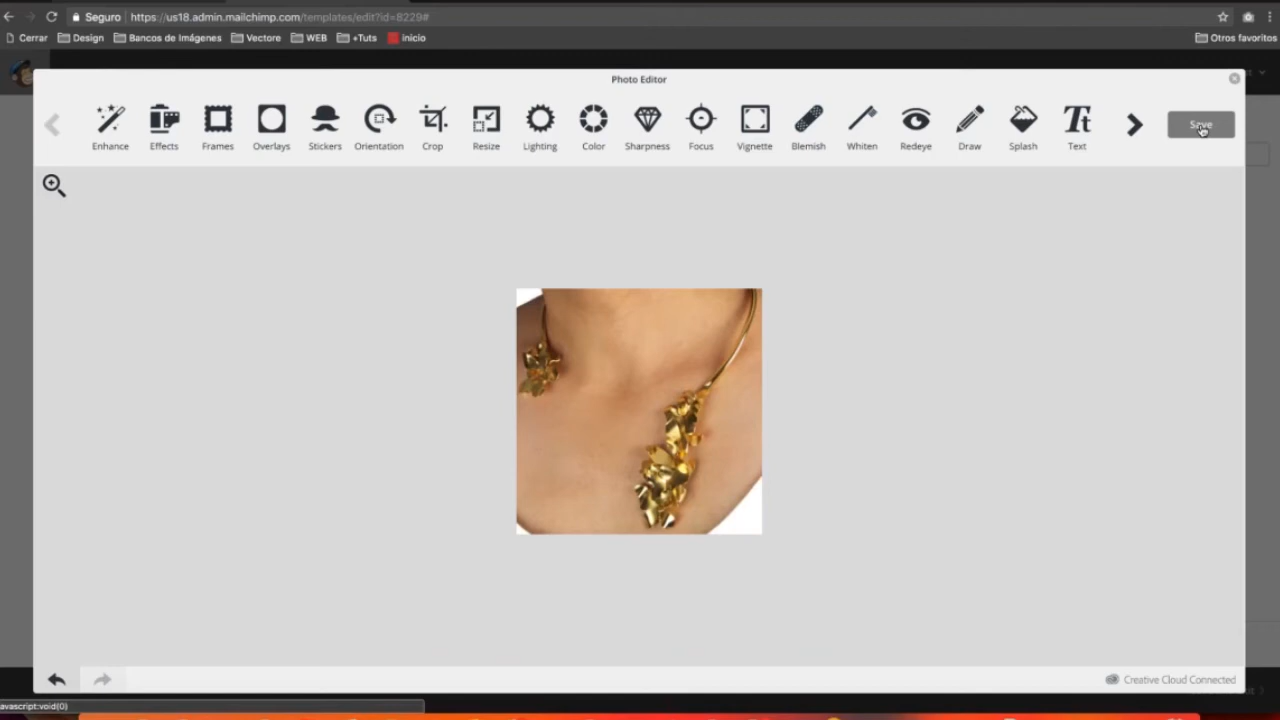 Seguro https://us18.admin.mailchimp.com/templates/edit?id=8229#
Cerrar Design Bancos de Imágenes Vectore WEB +Tuts Inicio Otros favoritos
Photo Editor
Enhance Effects Frames Overlays Stickers Orientation Crop Resize Lighting Color Sharpness Focus Vignette Blemish Whiten Redeye Draw Splash Text Save
Creative Cloud Connected
avascript:void(0)